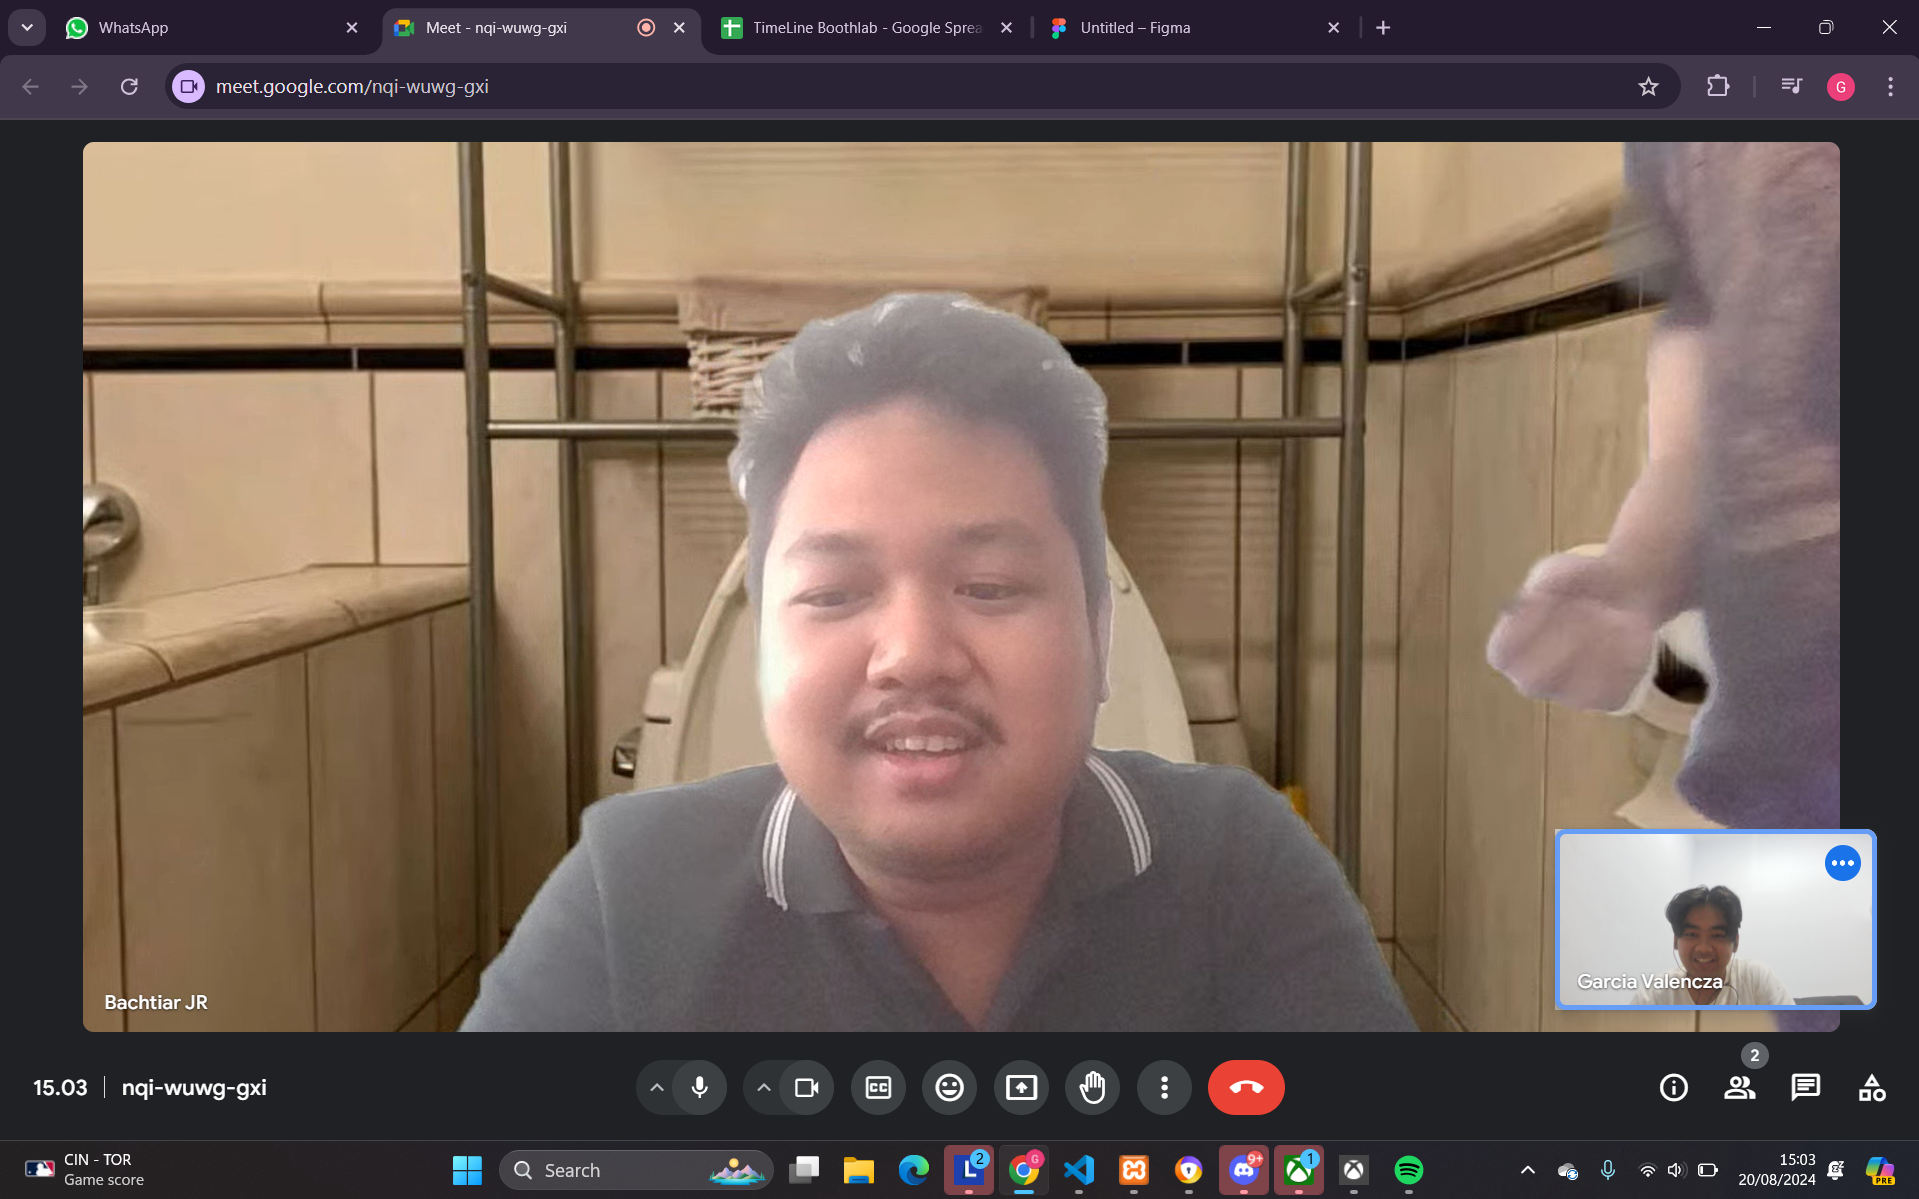 WhatsApp
Meet - nqi-wuwg-gxi
TimeLine Boothlab - Google Sprea
Untitled – Figma
meet.google.com/nqi-wuwg-gxi
G
Bachtiar JR
Garcia Valencza
15.03
nqi-wuwg-gxi
CC
2
CIN - TOR
Game score
Search
L
2
G
9+
1
15:03
20/08/2024
PRE